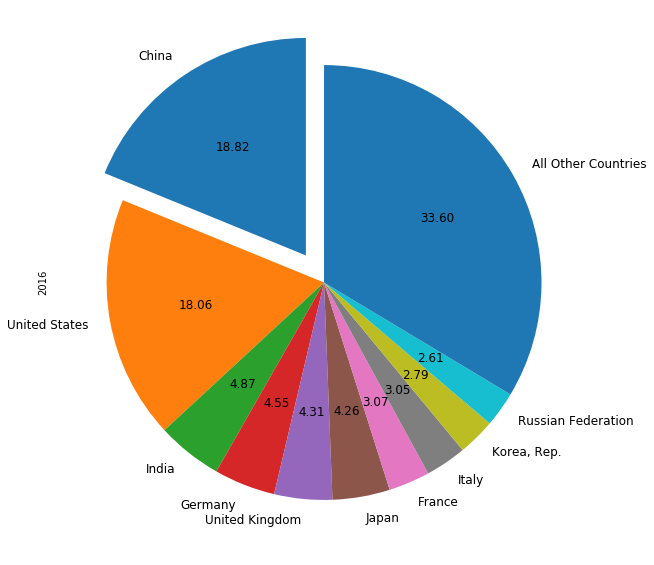 China
18.82
All Other Countries
33.60
2016
United States
18.06
India
4.87
Germany
4.55
United Kingdom
4.31
Japan
4.26
France
3.07
Italy
3.05
Korea, Rep.
2.79
Russian Federation
2.61